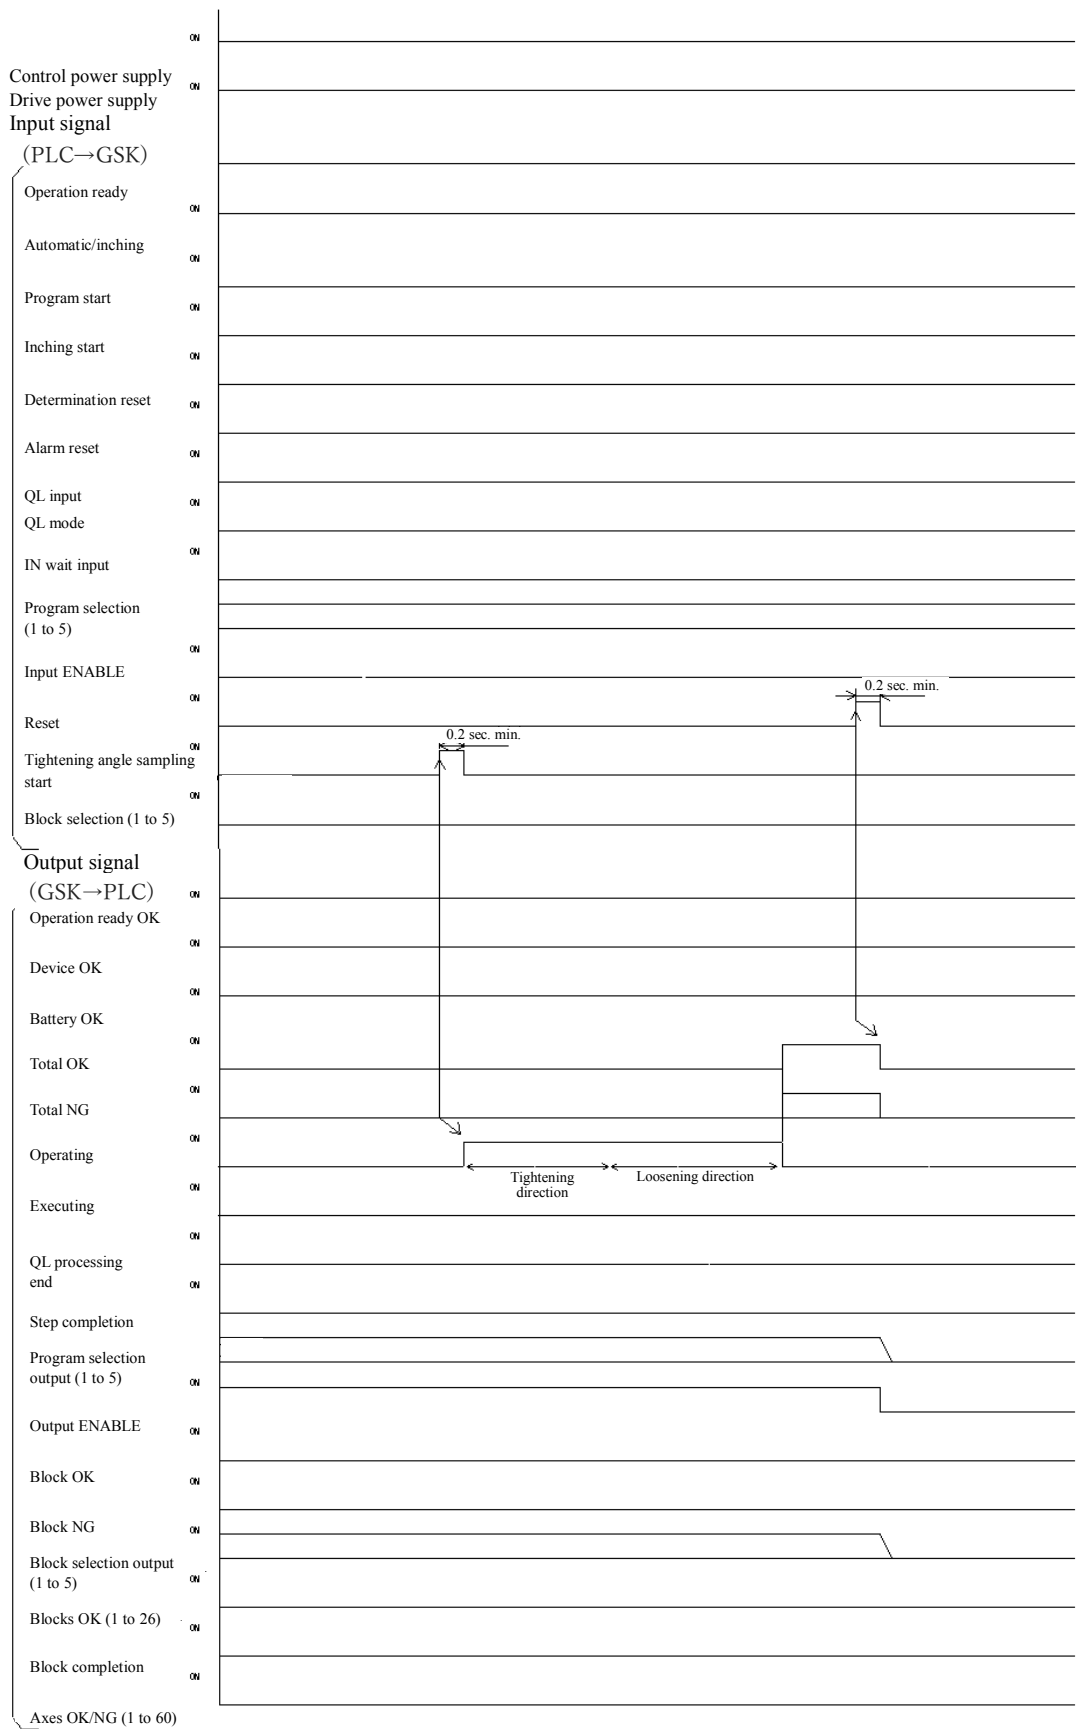 ON
Control power supply
ON
Drive power supply
Input signal
(PLC→GSK)
Operation ready
ON
Automatic/inching
ON
Program start
ON
Inching start
ON
Determination reset
ON
Alarm reset
ON
QL input
ON
QL mode
ON
IN wait input
Program selection
(1 to 5)
ON
Input ENABLE
0.2 sec. min.
ON
Reset
0.2 sec. min.
ON
Tightening angle sampling
start
ON
Block selection (1 to 5)
Output signal
(GSK→PLC)
ON
Operation ready OK
ON
Device OK
ON
Battery OK
ON
Total OK
ON
Total NG
ON
Operating
Tightening
direction
Loosening direction
ON
Executing
ON
QL processing
end
ON
Step completion
Program selection
output (1 to 5)
ON
Output ENABLE
ON
Block OK
ON
Block NG
ON
Block selection output
(1 to 5)
ON
Blocks OK (1 to 26)
ON
Block completion
ON
Axes OK/NG (1 to 60)